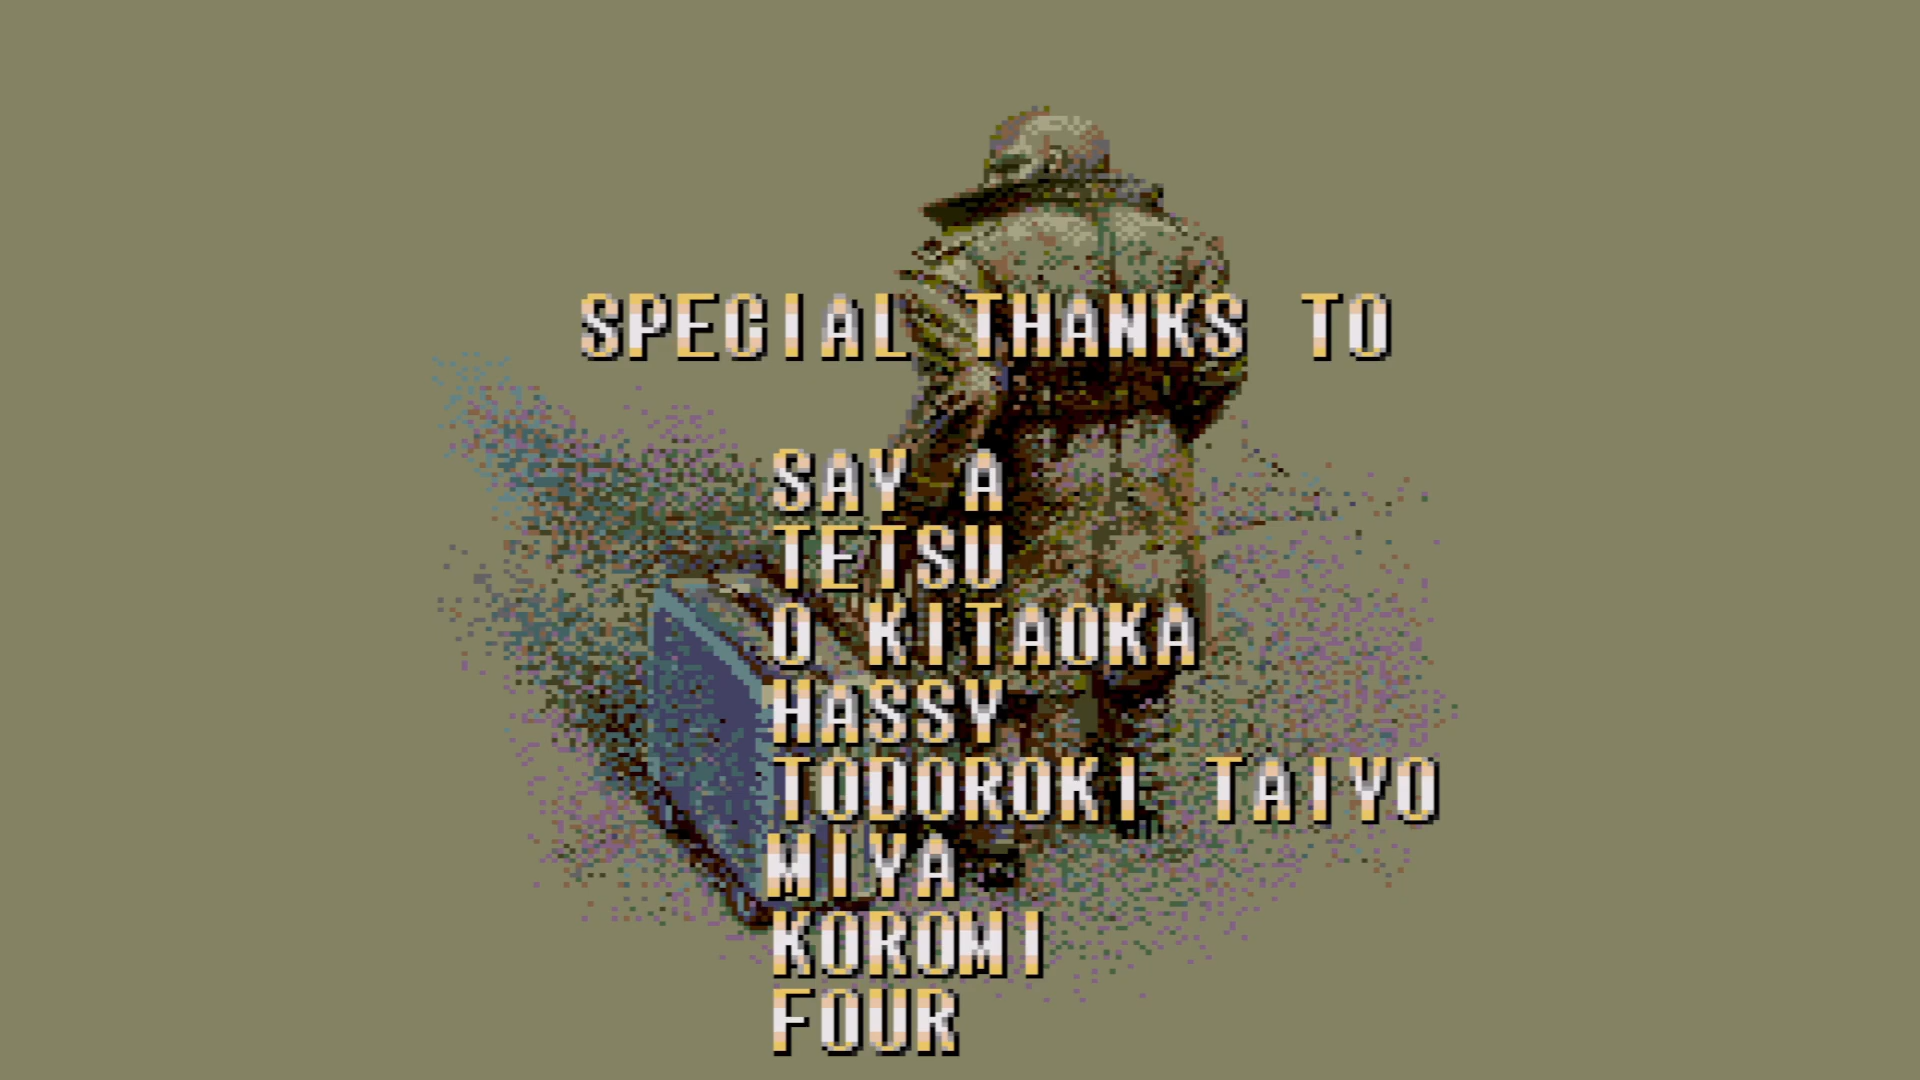 SPECIAL THANKS TO
SAY A
TETSU
O KITAOKA
HASSY
TODOROKI TAIYO
MIYA
KOROMI
FOUR